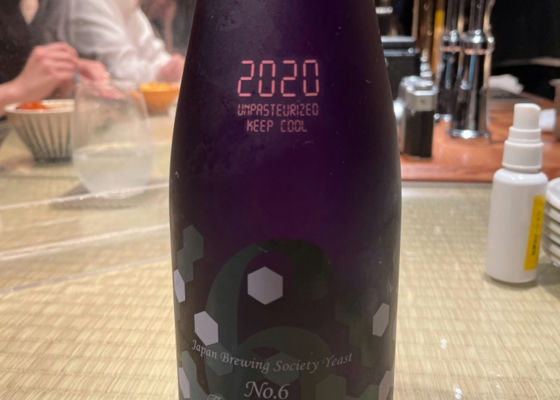 2020
UNPASTEURIZED
KEEP COOL
6
Japan Brewing Society Yeast
No.6